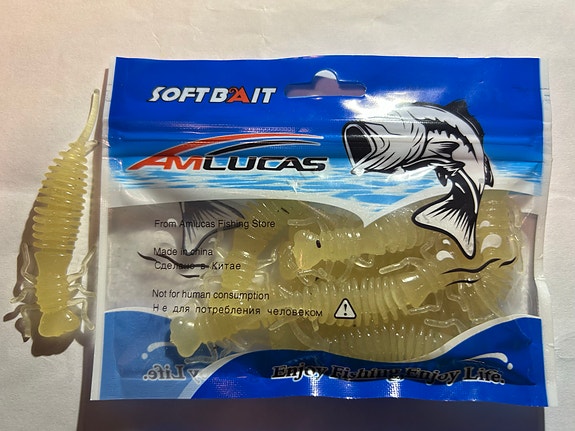 SOFTBAIT
AMLUCAS
From Amlucas Fishing Store
Made in china
Сделано в Китае
Not for human consumption
Не для потребления человеком
Enjoy Fishing Enjoy Life.
y Life.